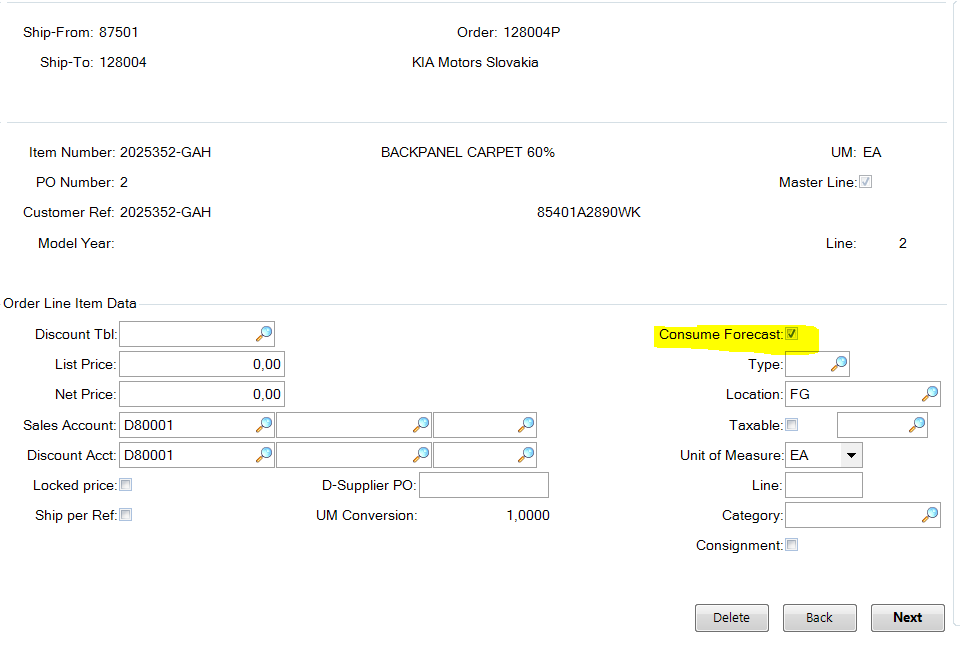 Ship-From: 87501 Order: 128004P
Ship-To: 128004 KIA Motors Slovakia
Item Number: 2025352-GAH BACKPANEL CARPET 60% UM: EA
PO Number: 2 Master Line:
Customer Ref: 2025352-GAH 85401A2890WK
Model Year: Line: 2
Order Line Item Data
Discount Tbl: Consume Forecast:
List Price: 0,00 Type:
Net Price: 0,00 Location: FG
Sales Account: D80001 Taxable:
Discount Acct: D80001 Unit of Measure: EA
Locked price: D-Supplier PO: Line:
Ship per Ref: UM Conversion: 1,0000 Category:
Consignment:
Delete Back Next